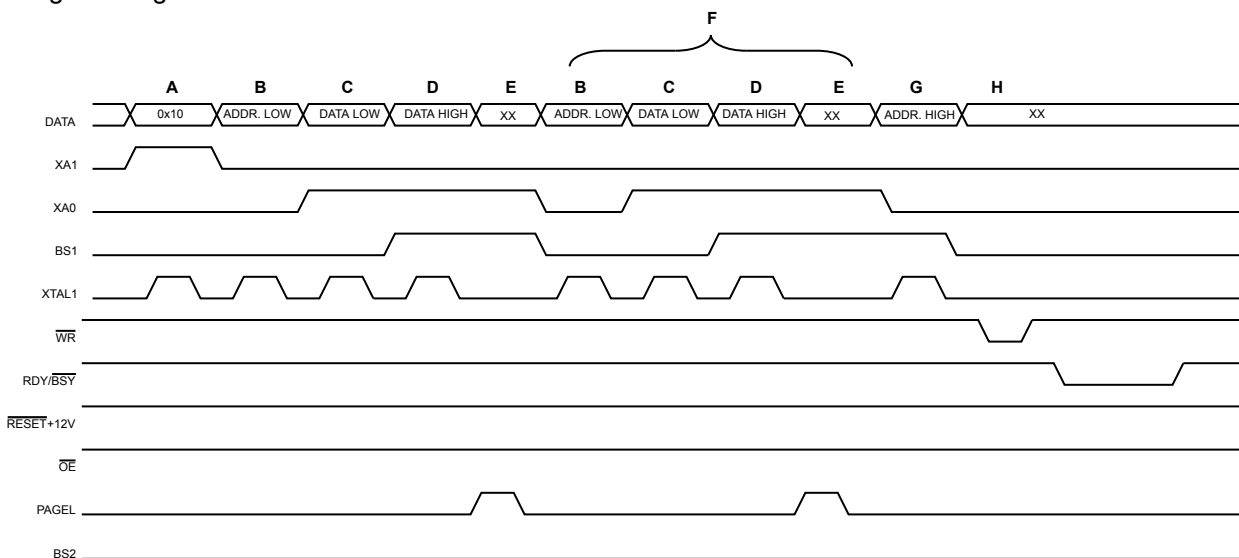 F
A B C D E B C D E G H
DATA 0x10 ADDR. LOW DATA LOW DATA HIGH XX ADDR. LOW DATA LOW DATA HIGH XX ADDR. HIGH XX
XA1
XA0
BS1
XTAL1
WR
RDY/BSY
RESET+12V
OE
PAGEL
BS2